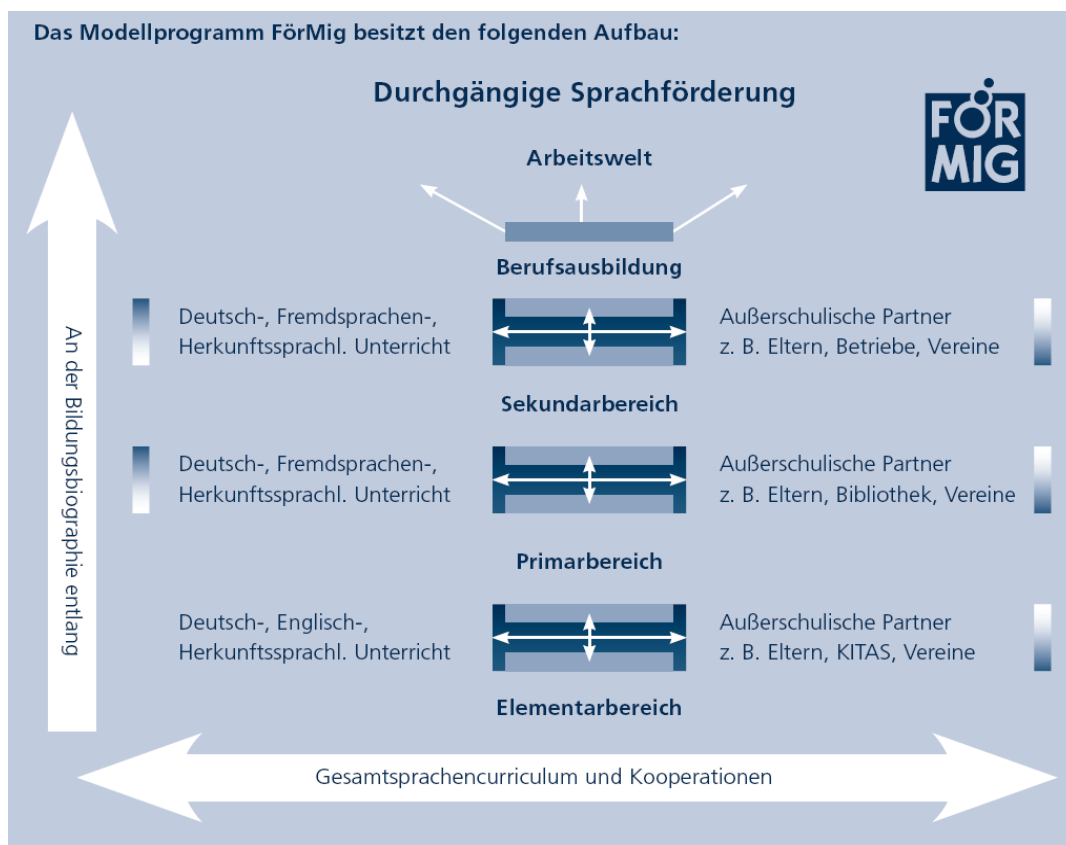 Das Modellprogramm FörMig besitzt den folgenden Aufbau:
Durchgängige Sprachförderung
FÖR
MIG
Arbeitswelt
Berufsausbildung
Deutsch-, Fremdsprachen-,
Herkunftssprachl. Unterricht
Außerschulische Partner
z. B. Eltern, Betriebe, Vereine
Sekundarbereich
Deutsch-, Fremdsprachen-,
Herkunftssprachl. Unterricht
Außerschulische Partner
z. B. Eltern, Bibliothek, Vereine
Primarbereich
Deutsch-, Englisch-,
Herkunftssprachl. Unterricht
Außerschulische Partner
z. B. Eltern, KITAS, Vereine
Elementarbereich
An der Bildungsbiographie entlang
Gesamtsprachencurriculum und Kooperationen